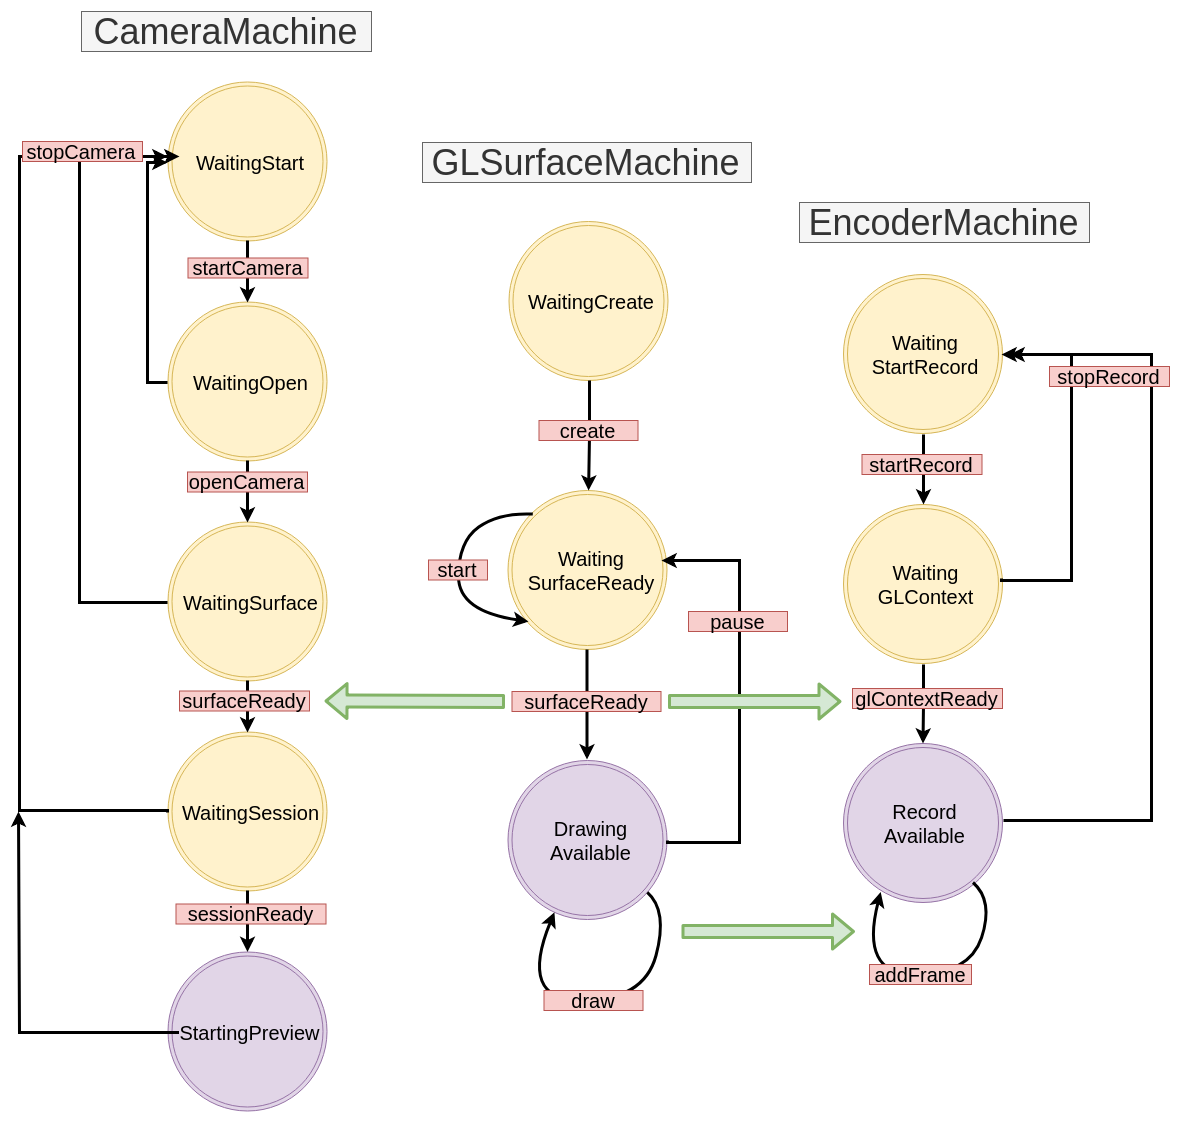 CameraMachine
stopCamera
WaitingStart
startCamera
WaitingOpen
openCamera
WaitingSurface
surfaceReady
WaitingSession
sessionReady
StartingPreview
GLSurfaceMachine
WaitingCreate
create
Waiting
SurfaceReady
start
pause
surfaceReady
Drawing
Available
draw
EncoderMachine
Waiting
StartRecord
stopRecord
startRecord
Waiting
GLContext
glContextReady
Record
Available
addFrame